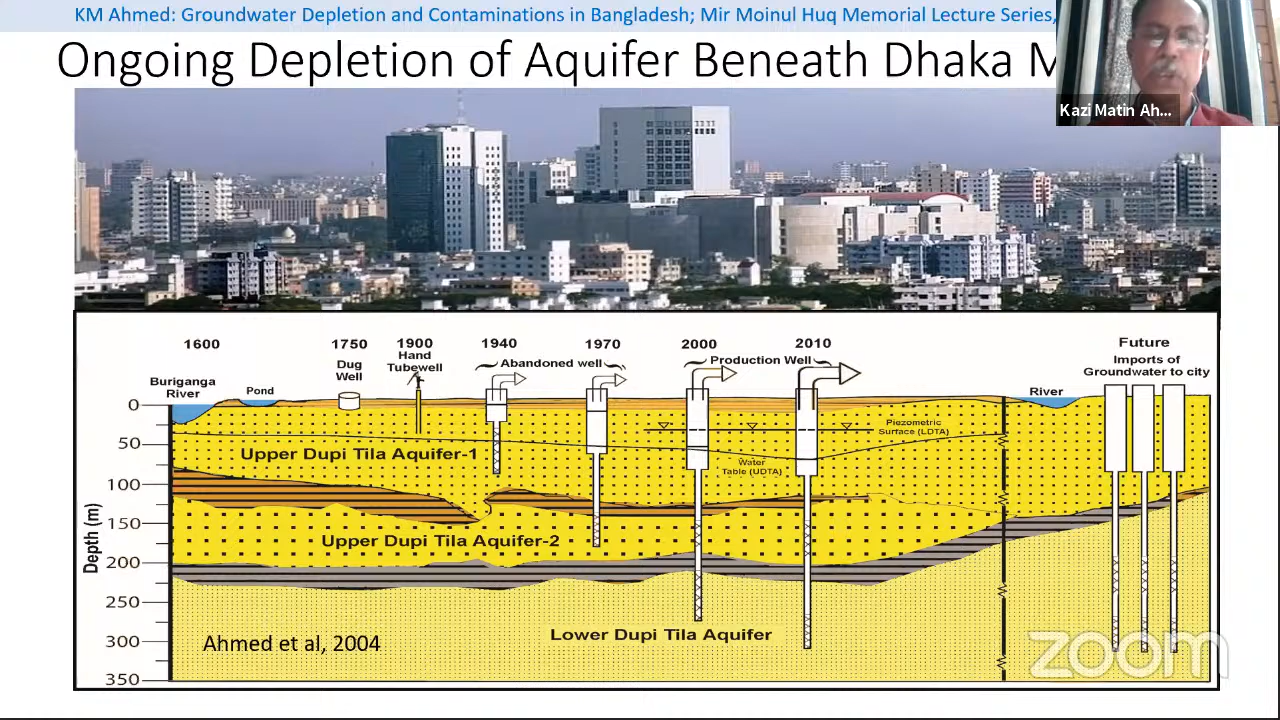 KM Ahmed: Groundwater Depletion and Contaminations in Bangladesh; Mir Moinul Huq Memorial Lecture Series,
Ongoing Depletion of Aquifer Beneath Dhaka M
Kazi Matin Ah...
1600
1750
1900
1940
1970
2000
2010
Future
Dug
Well
Hand
Tubewell
Abandoned well
Production Well
Imports of
Groundwater to city
Buriganga
River
Pond
River
0
50
100
150
200
250
300
350
Depth (m)
Piezometric
Surface (LDTA)
Water
Table (UDTA)
Upper Dupi Tila Aquifer-1
Upper Dupi Tila Aquifer-2
Lower Dupi Tila Aquifer
Ahmed et al, 2004
zoom